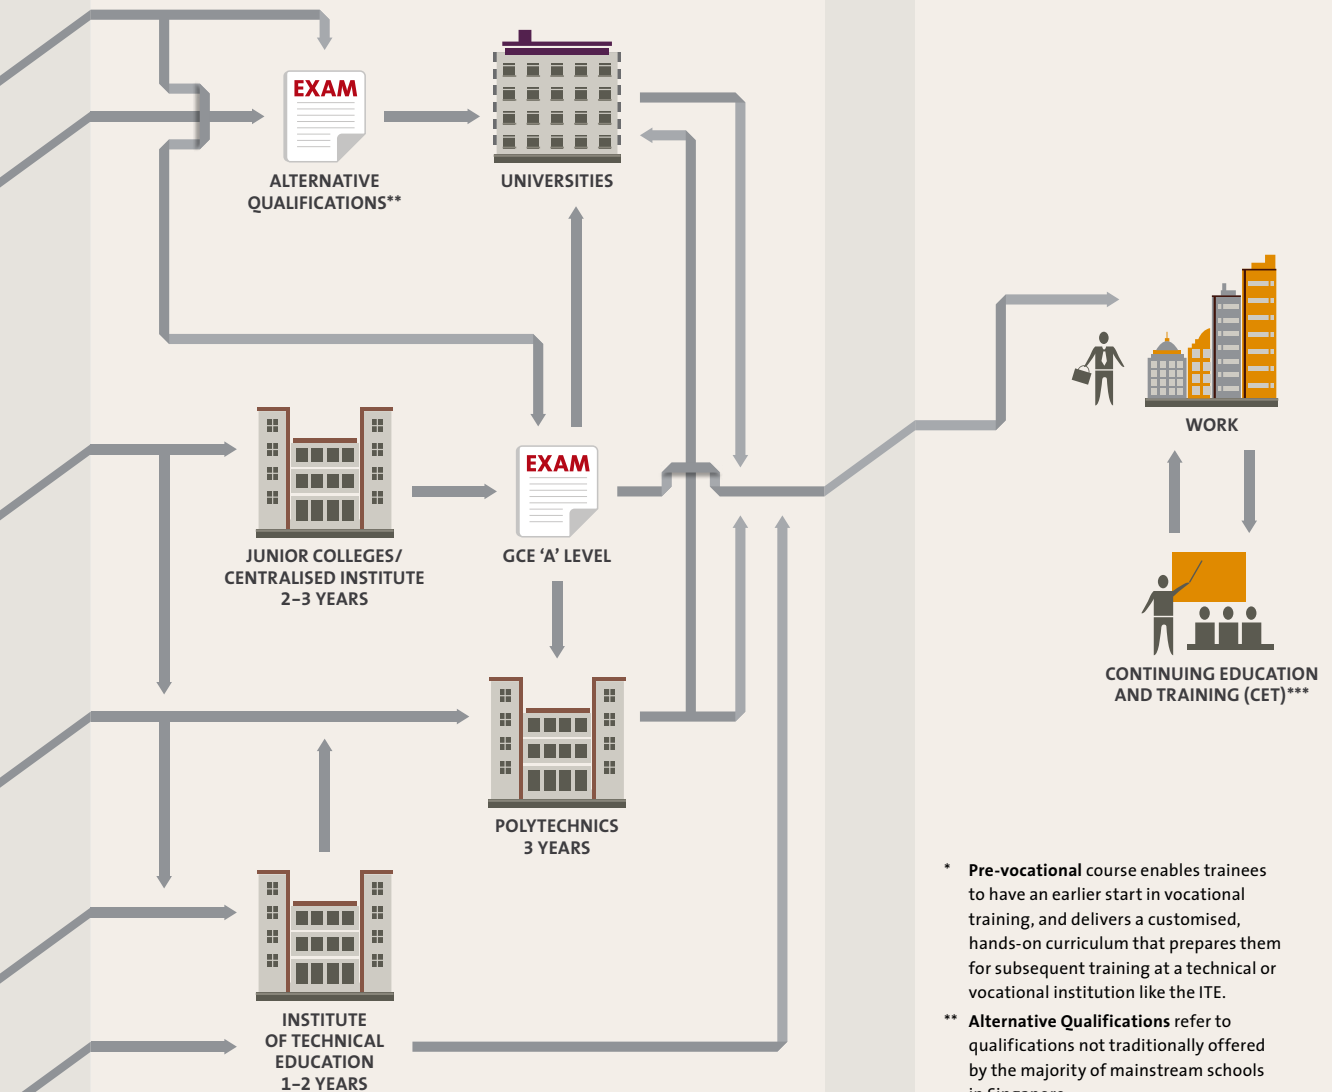 EXAM
ALTERNATIVE
QUALIFICATIONS**
UNIVERSITIES
WORK
JUNIOR COLLEGES/
CENTRALISED INSTITUTE
2–3 YEARS
EXAM
GCE ‘A’ LEVEL
CONTINUING EDUCATION
AND TRAINING (CET)***
POLYTECHNICS
3 YEARS
INSTITUTE
OF TECHNICAL
EDUCATION
1–2 YEARS
* Pre-vocational course enables trainees
to have an earlier start in vocational
training, and delivers a customised,
hands-on curriculum that prepares them
for subsequent training at a technical or
vocational institution like the ITE.
** Alternative Qualifications refer to
qualifications not traditionally offered
by the majority of mainstream schools